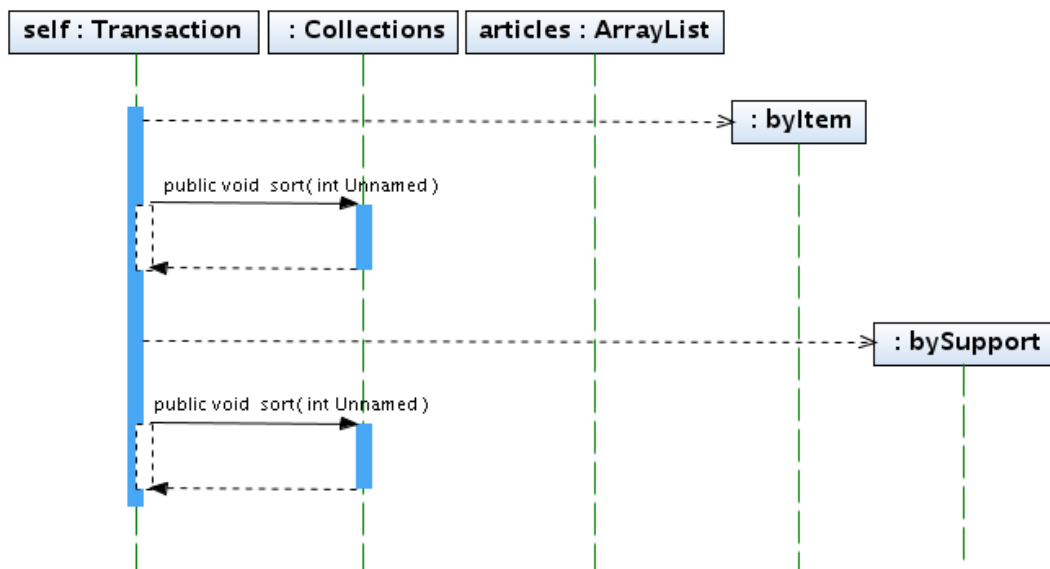 self : Transaction
: Collections
articles : ArrayList
: byItem
public void sort( int Unnamed )
: bySupport
public void sort( int Unnamed )